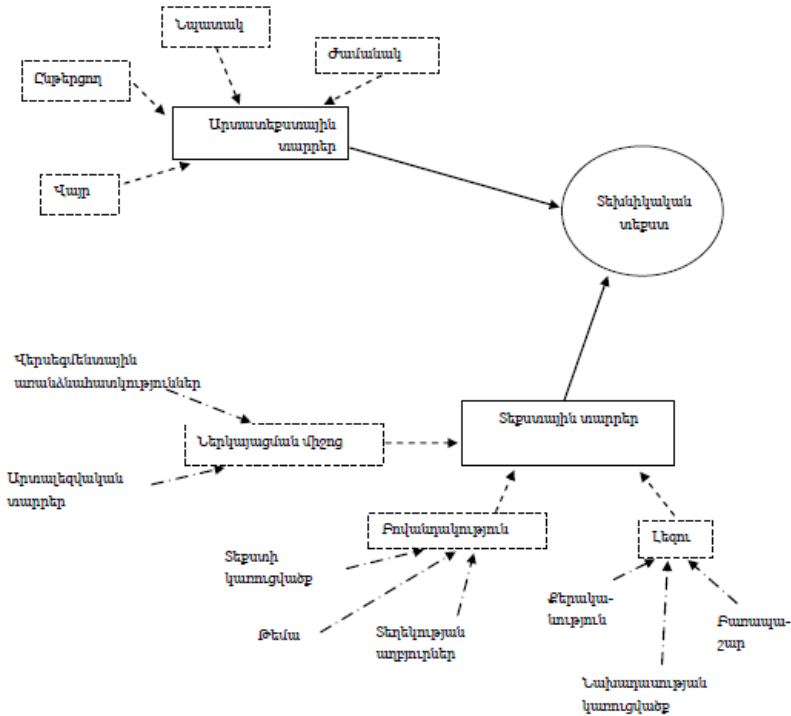 Նպատակ
Ժամանակ
Ընթերցող
Արտատեքստային
տարրեր
Վայր
Տեխնիկական
տեքստ
Վերսեգմենտային
առանձնահատկություններ
Տեքստային տարրեր
Ներկայացման միջոց
Արտալեզվական
տարրեր
Բովանդակություն
Լեզու
Տեքստի
կառուցվածք
Քերակա-
նություն
Բառապա-
շար
Թեմա
Տեղեկության
աղբյուրներ
Նախադասության
կառուցվածք